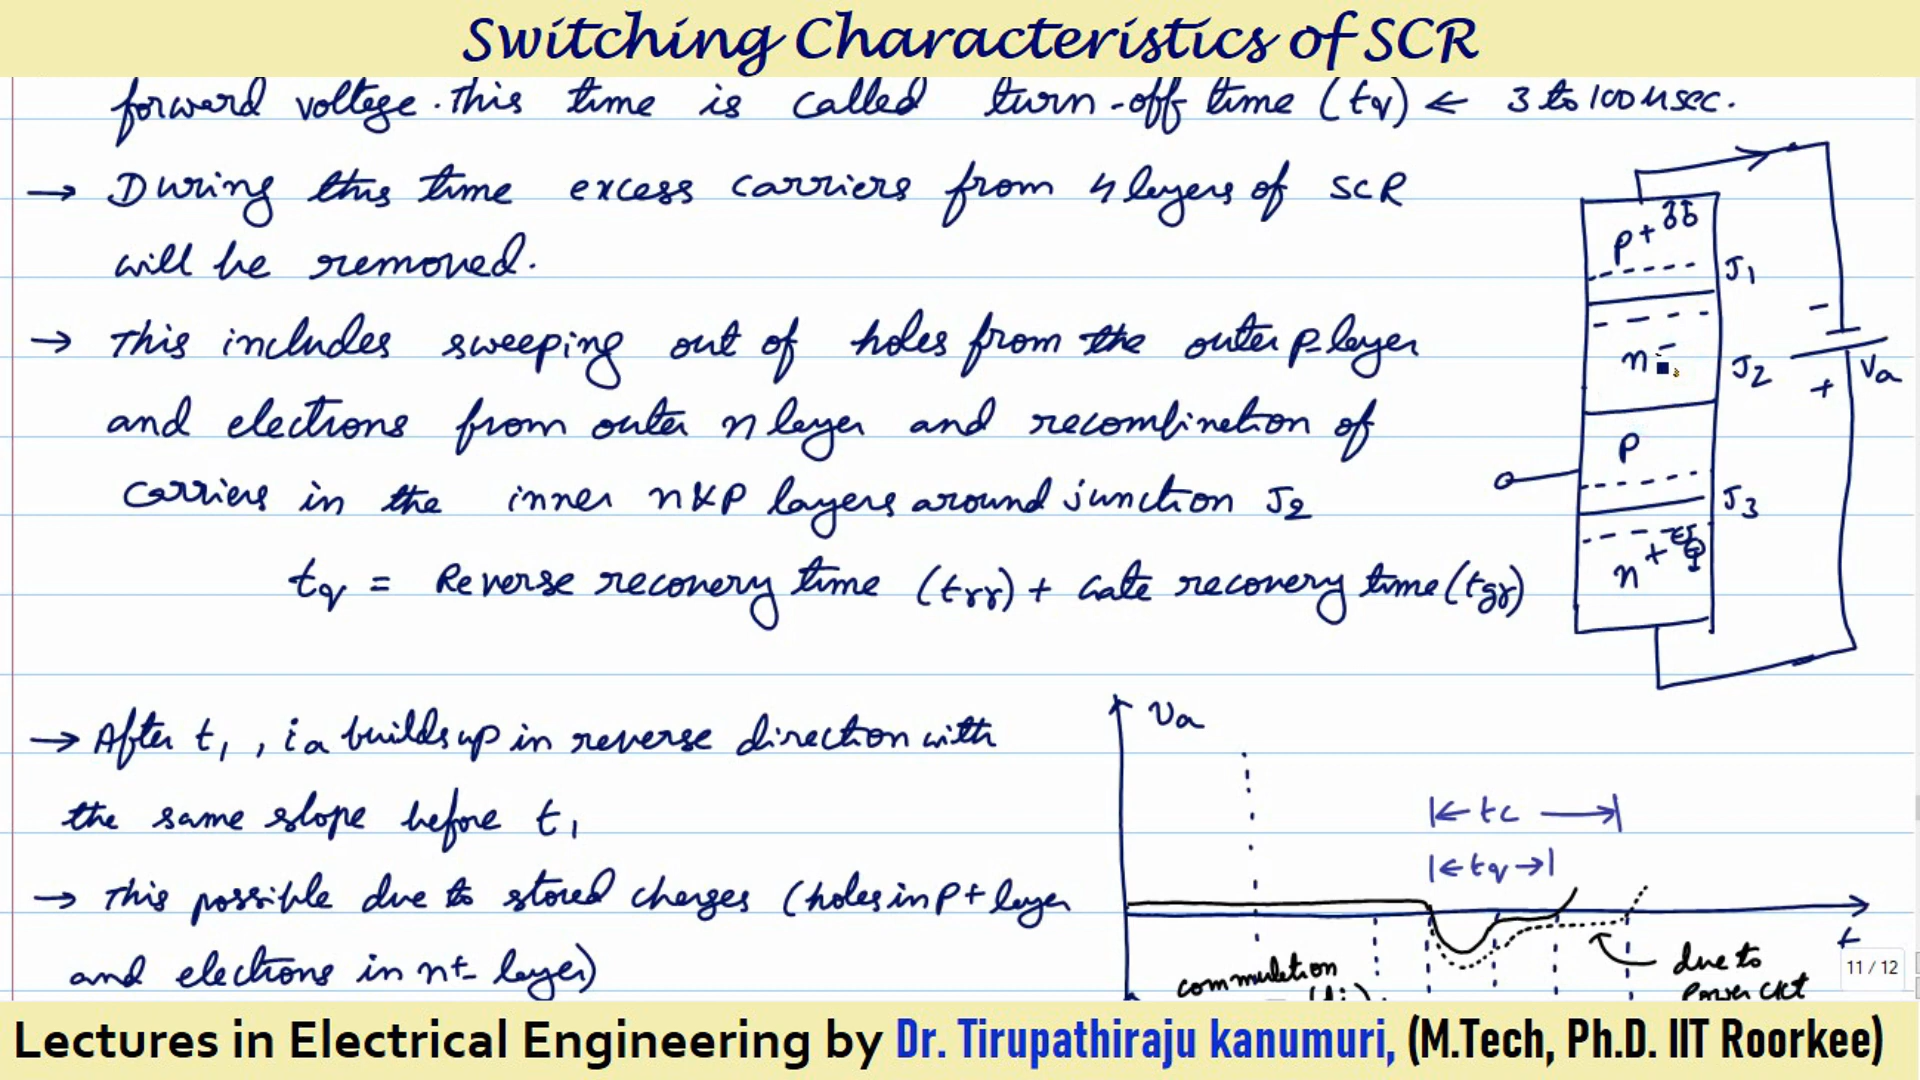 Switching Characteristics of SCR
forward voltage. This time is called turn-off time (tq) ← 3 to 100 μsec.
→ During this time excess carriers from 4 layers of SCR
will be removed.
→ This includes sweeping out of holes from the outer p-layer
and electrons from outer n layer and recombination of
carriers in the inner n & p layers around junction J2
tq = Reverse recovery time (trr) + Gate recovery time (tgr)
p+
J1
n-
J2
p
J3
n+
-
+
Va
→ After t1, ia builds up in reverse direction with
the same slope before t1
→ This possible due to stored charges (holes in p+ layer
and elections in n+ layer)
Va
|← tc →|
|← tq →|
t
commutation
(di)
due to
Power ckt
11 / 12
Lectures in Electrical Engineering by Dr. Tirupathiraju kanumuri, (M.Tech, Ph.D. IIT Roorkee)